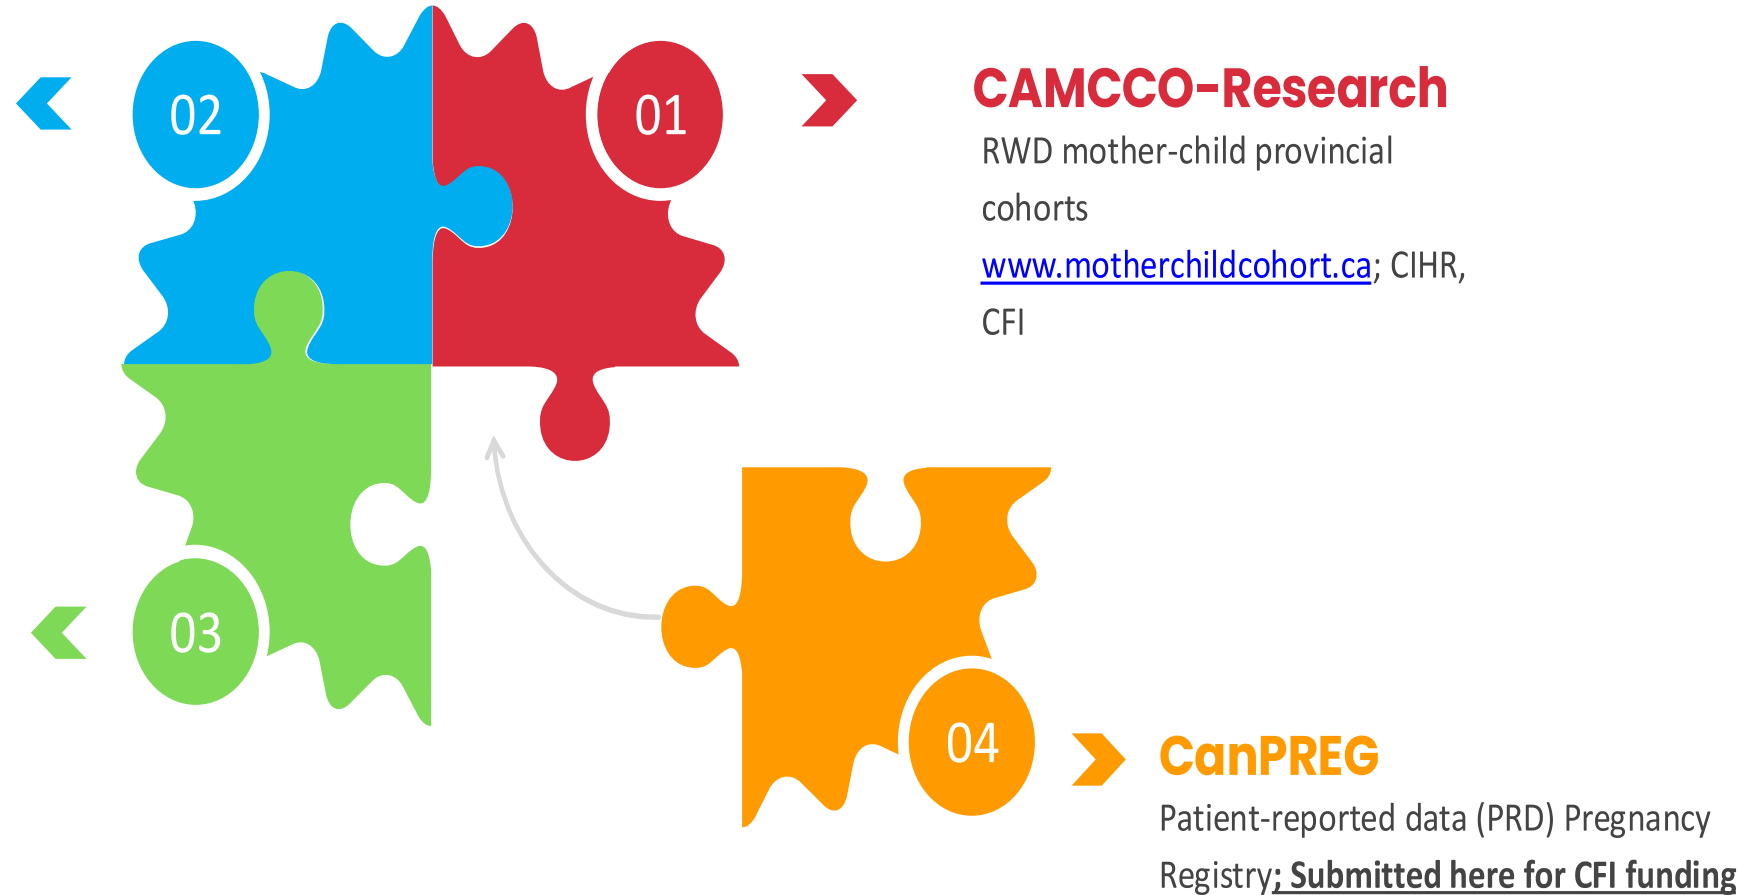 02
01
CAMCCO-Research
RWD mother-child provincial
cohorts
www.motherchildcohort.ca; CIHR,
CFI
03
04
CanPREG
Patient-reported data (PRD) Pregnancy
Registry; Submitted here for CFI funding